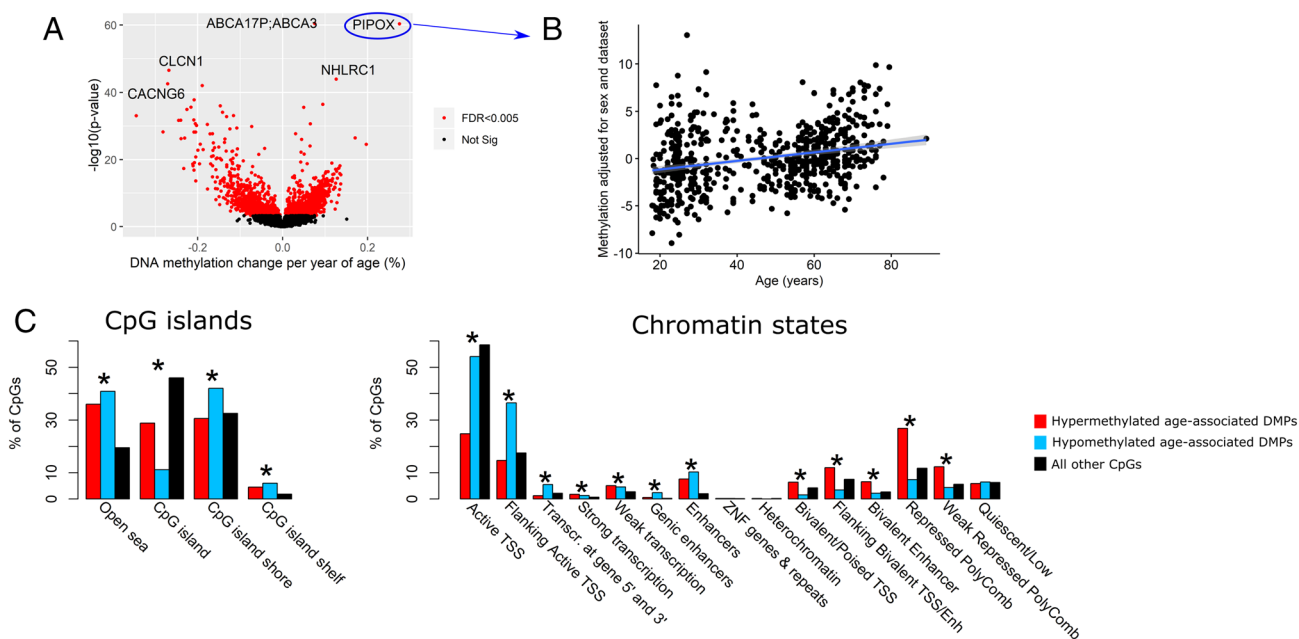 A
60
40
20
0
-log10(p-value)
ABCA17P;ABCA3
PIPOX
CLCN1
NHLRC1
CACNG6
-0.2
0.0
0.2
DNA methylation change per year of age (%)
FDR<0.005
Not Sig
B
Methylation adjusted for sex and dataset
10
5
0
-5
-10
20
40
60
80
Age (years)
C
CpG islands
% of CpGs
50
30
10
0
*
*
*
*
Open sea
CpG island
CpG island shore
CpG island shelf
Chromatin states
% of CpGs
50
30
10
0
*
*
*
*
*
*
*
*
*
*
*
*
Active TSS
Flanking Active TSS
Transcr. at gene 5' and 3'
Strong transcription
Weak transcription
Genic enhancers
Enhancers
ZNF genes & repeats
Heterochromatin
Bivalent/Poised TSS
Flanking Bivalent TSS/Enh
Bivalent Enhancer
Repressed PolyComb
Weak Repressed PolyComb
Quiescent/Low
Hypermethylated age-associated DMPs
Hypomethylated age-associated DMPs
All other CpGs